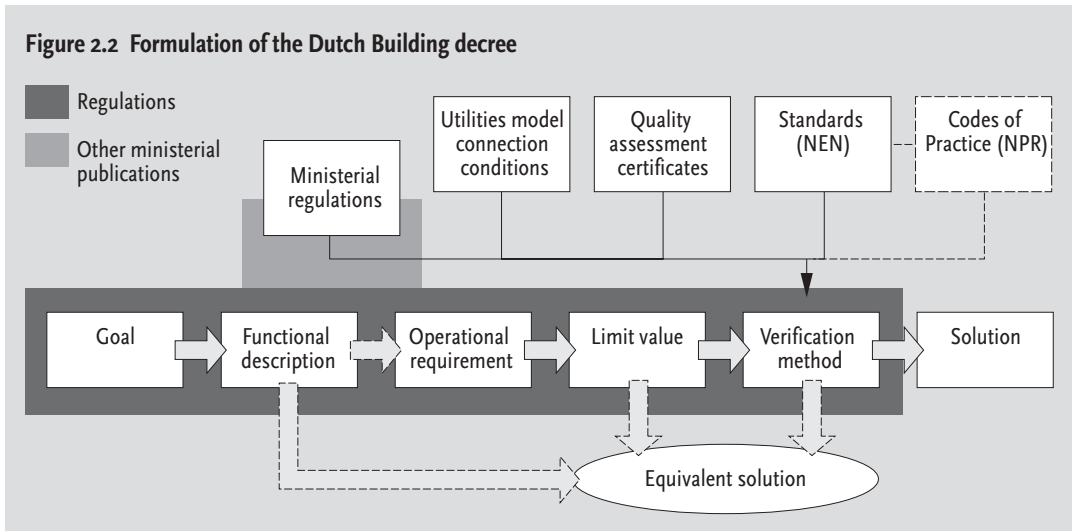 Figure 2.2 Formulation of the Dutch Building decree
Regulations
Other ministerial
publications
Ministerial
regulations
Utilities model
connection
conditions
Quality
assessment
certificates
Standards
(NEN)
Codes of
Practice (NPR)
Goal
Functional
description
Operational
requirement
Limit value
Verification
method
Solution
Equivalent solution